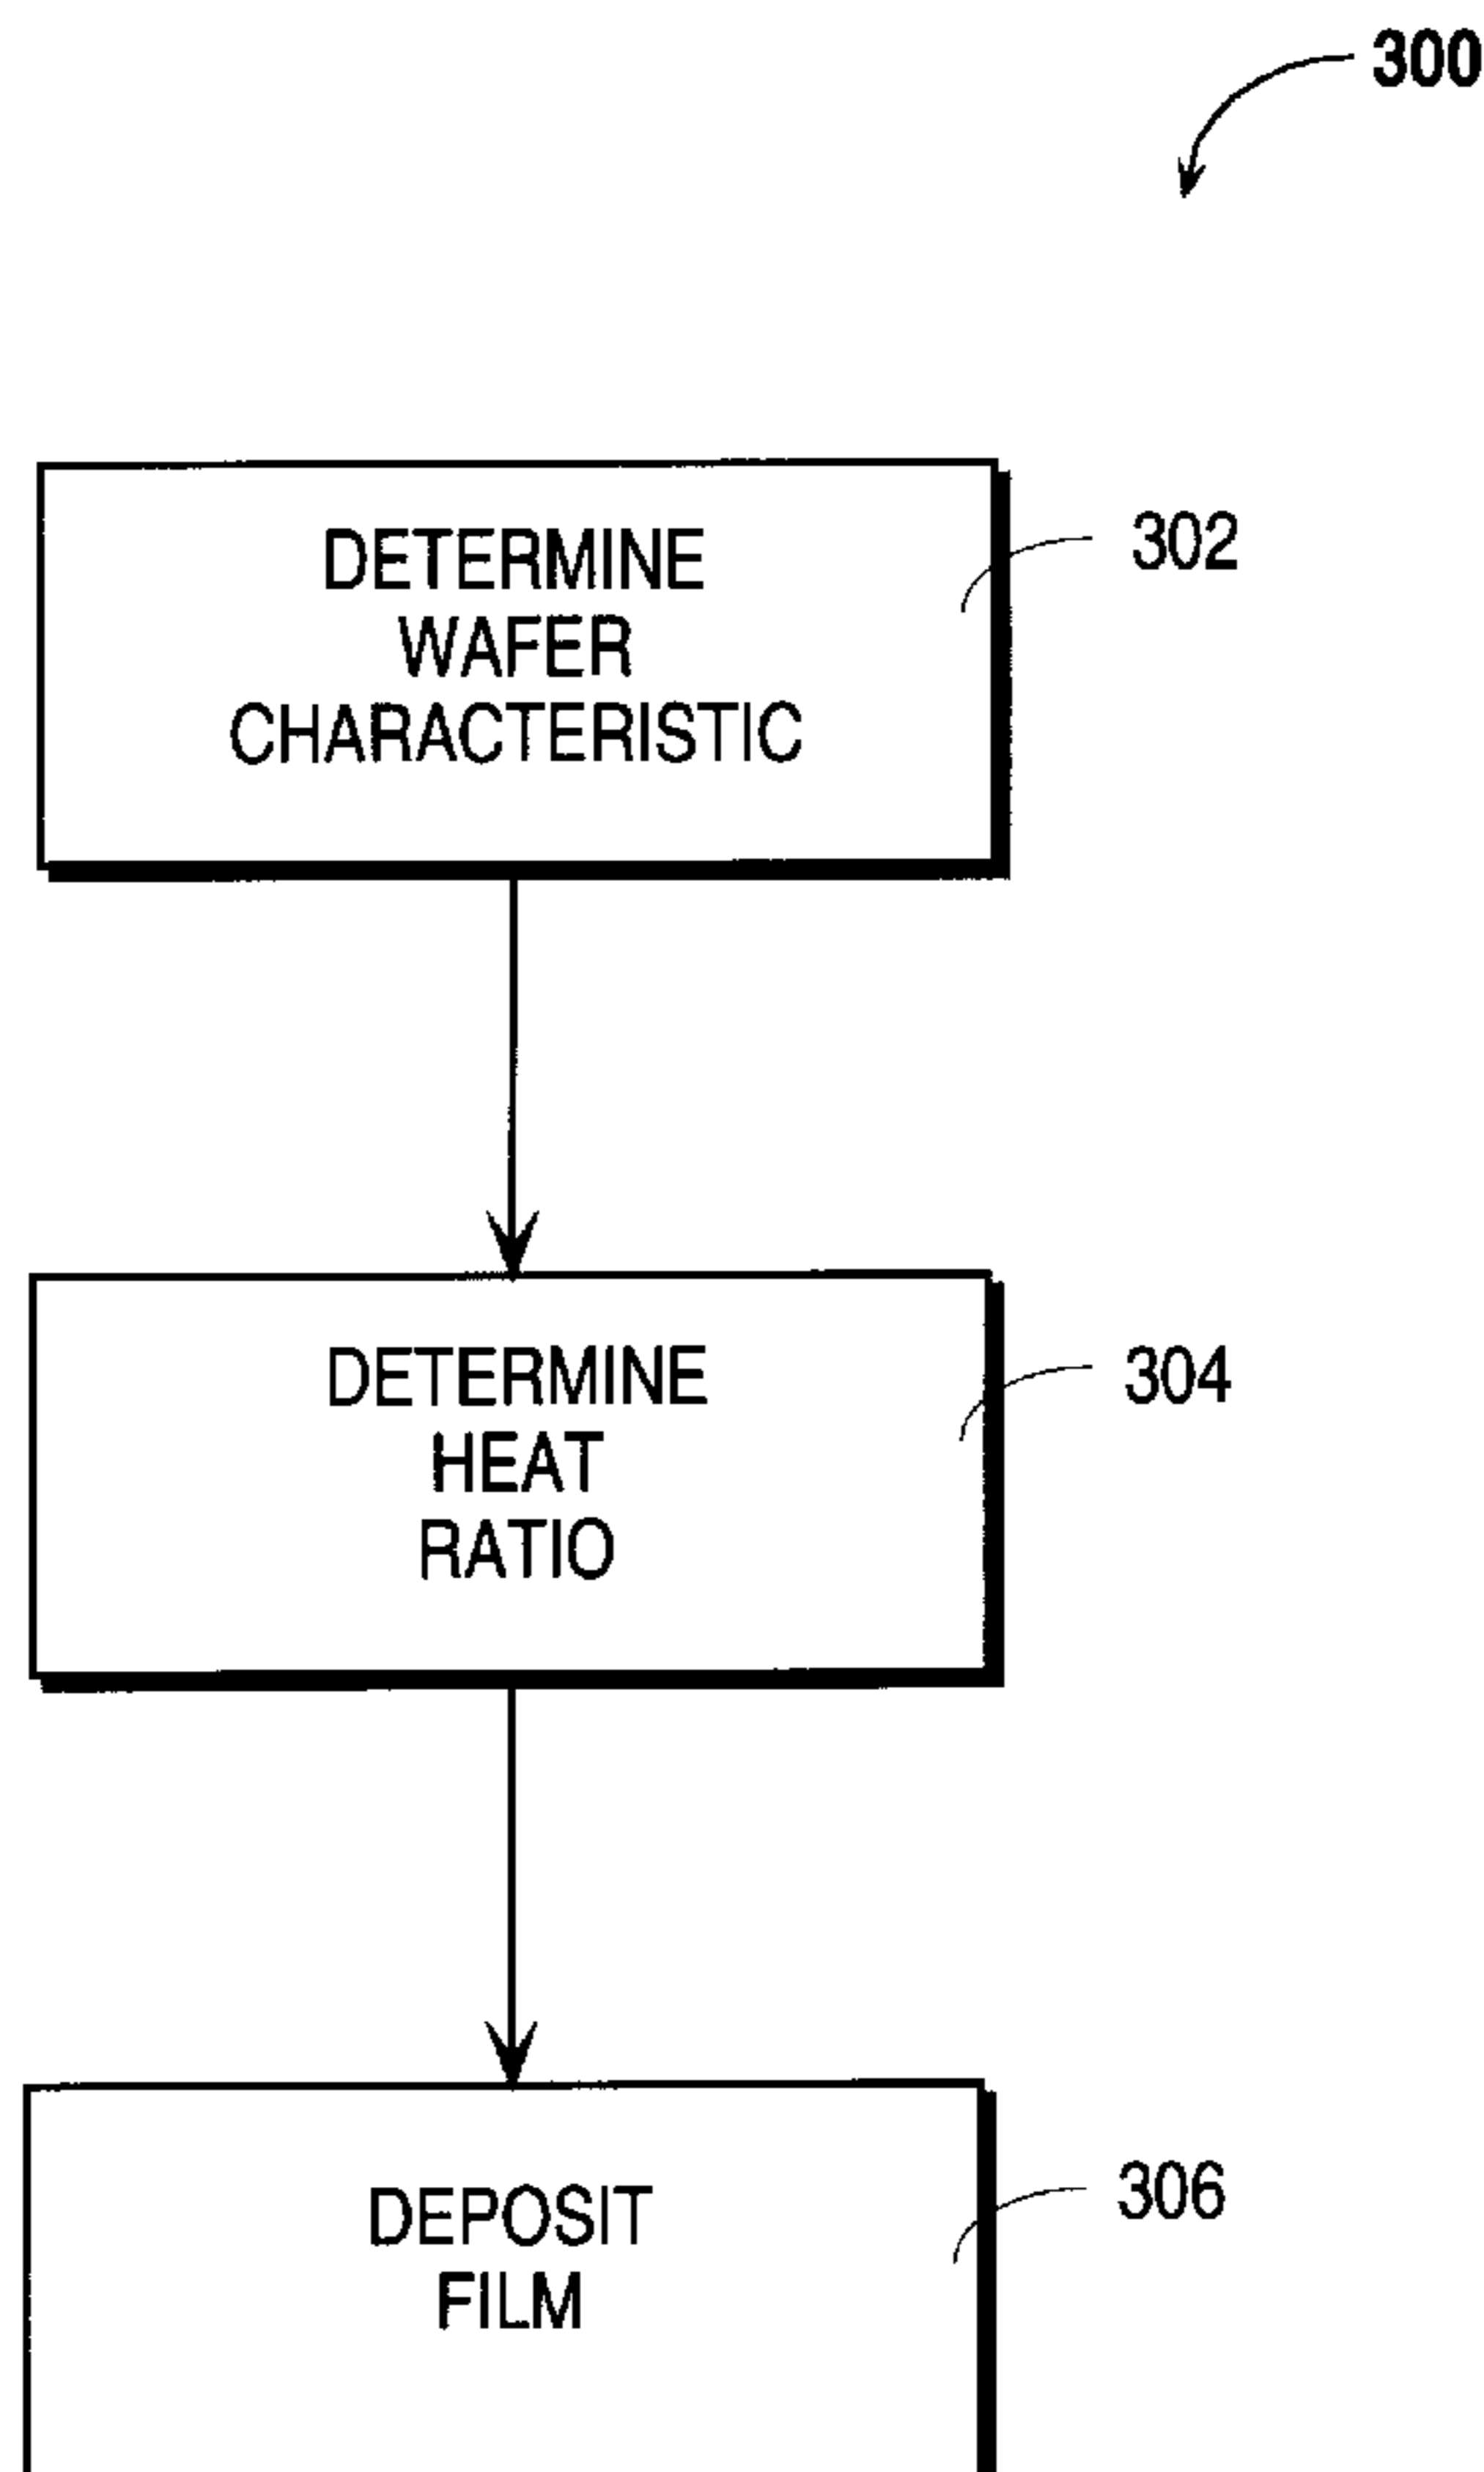 300
DETERMINE
WAFER
CHARACTERISTIC
302
DETERMINE
HEAT
RATIO
304
DEPOSIT
FILM
306